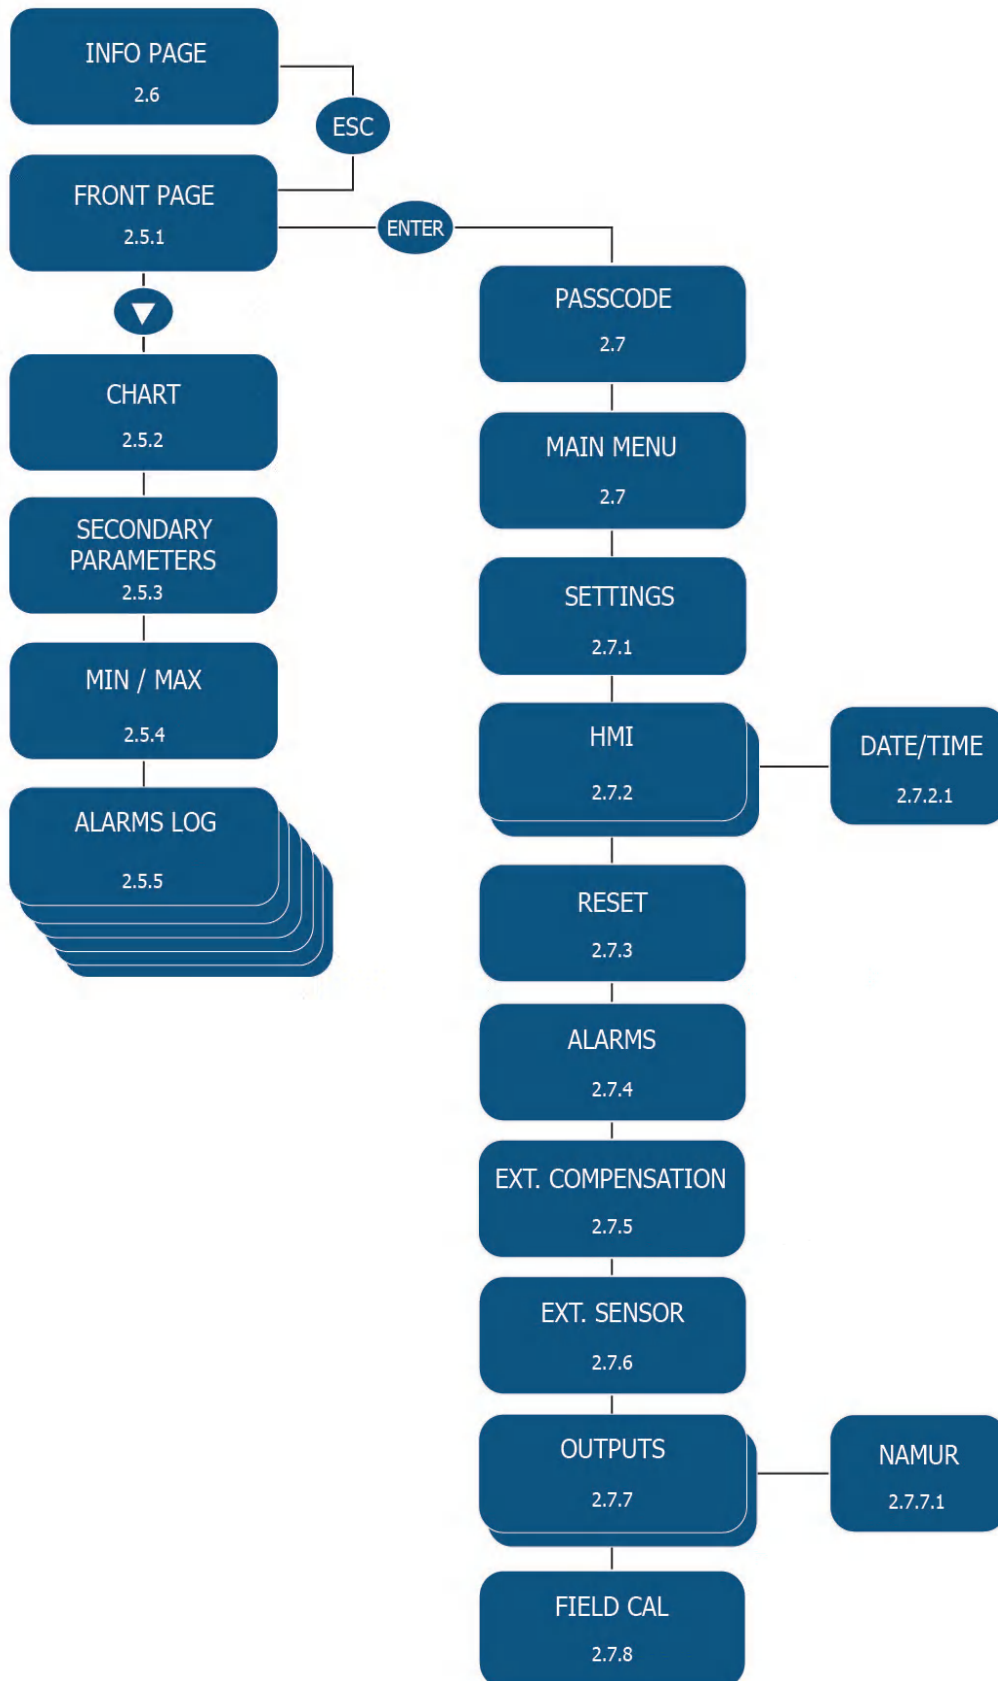 INFO PAGE
2.6
ESC
FRONT PAGE
2.5.1
ENTER
CHART
2.5.2
SECONDARY
PARAMETERS
2.5.3
MIN / MAX
2.5.4
ALARMS LOG
2.5.5
PASSCODE
2.7
MAIN MENU
2.7
SETTINGS
2.7.1
HMI
2.7.2
DATE/TIME
2.7.2.1
RESET
2.7.3
ALARMS
2.7.4
EXT. COMPENSATION
2.7.5
EXT. SENSOR
2.7.6
OUTPUTS
2.7.7
NAMUR
2.7.7.1
FIELD CAL
2.7.8